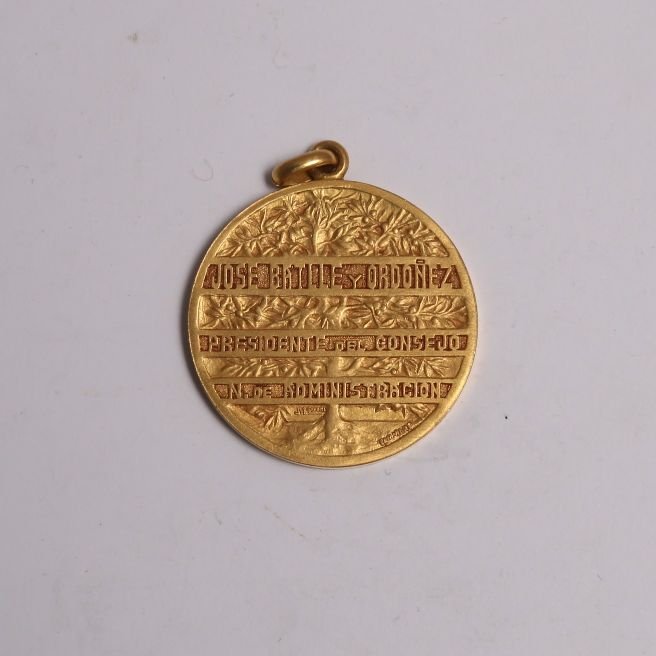 JOSE BATLLE Y ORDOÑEZ
PRESIDENTE DEL CONSEJO
N. DE ADMINISTRACION